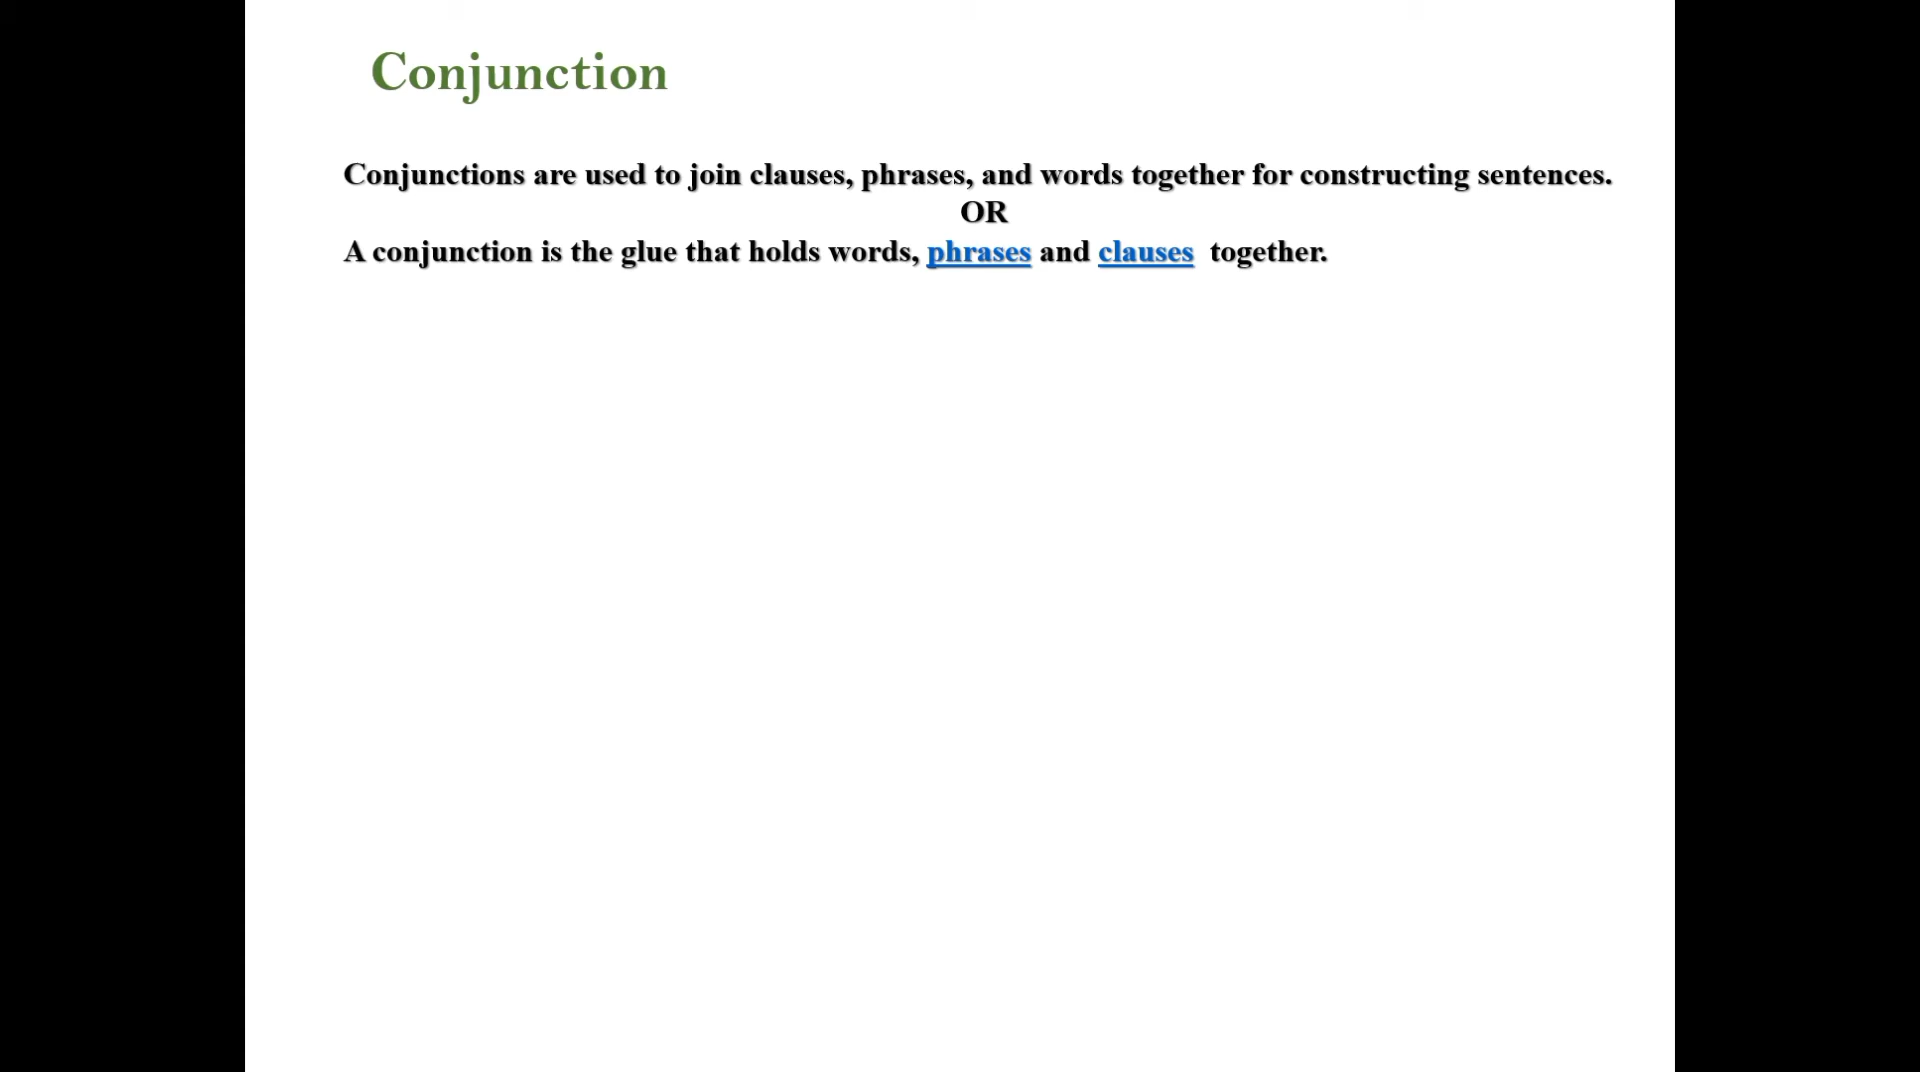 Conjunction
Conjunctions are used to join clauses, phrases, and words together for constructing sentences.
OR
A conjunction is the glue that holds words, phrases and clauses together.